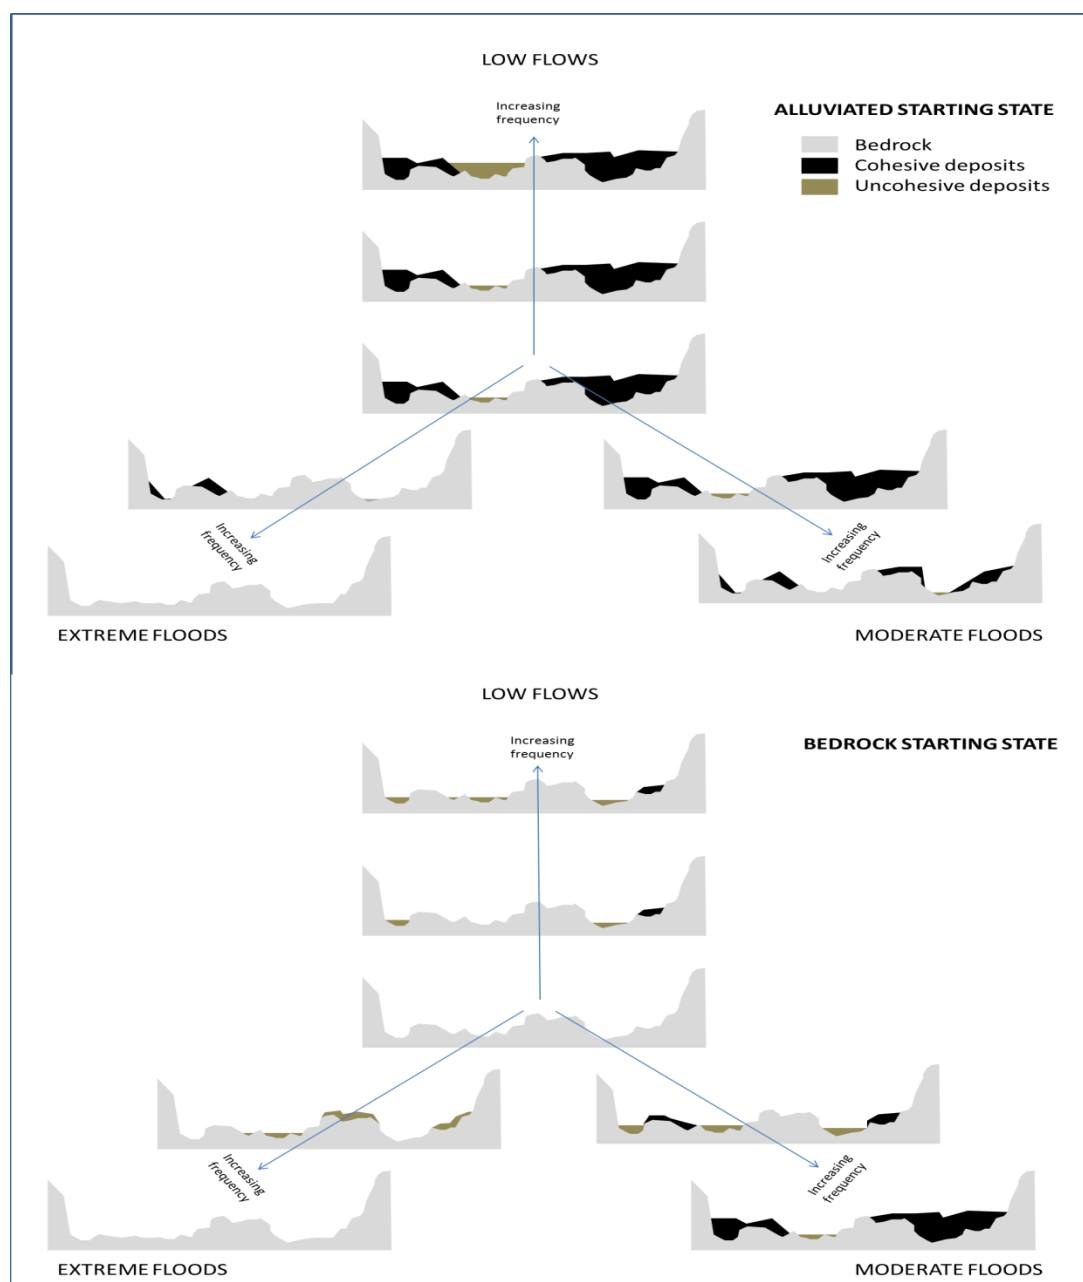 LOW FLOWS
Increasing
frequency
ALLUVIATED STARTING STATE
Bedrock
Cohesive deposits
Uncohesive deposits
Increasing
frequency
Increasing
frequency
EXTREME FLOODS
MODERATE FLOODS
LOW FLOWS
Increasing
frequency
BEDROCK STARTING STATE
Increasing
frequency
Increasing
frequency
EXTREME FLOODS
MODERATE FLOODS